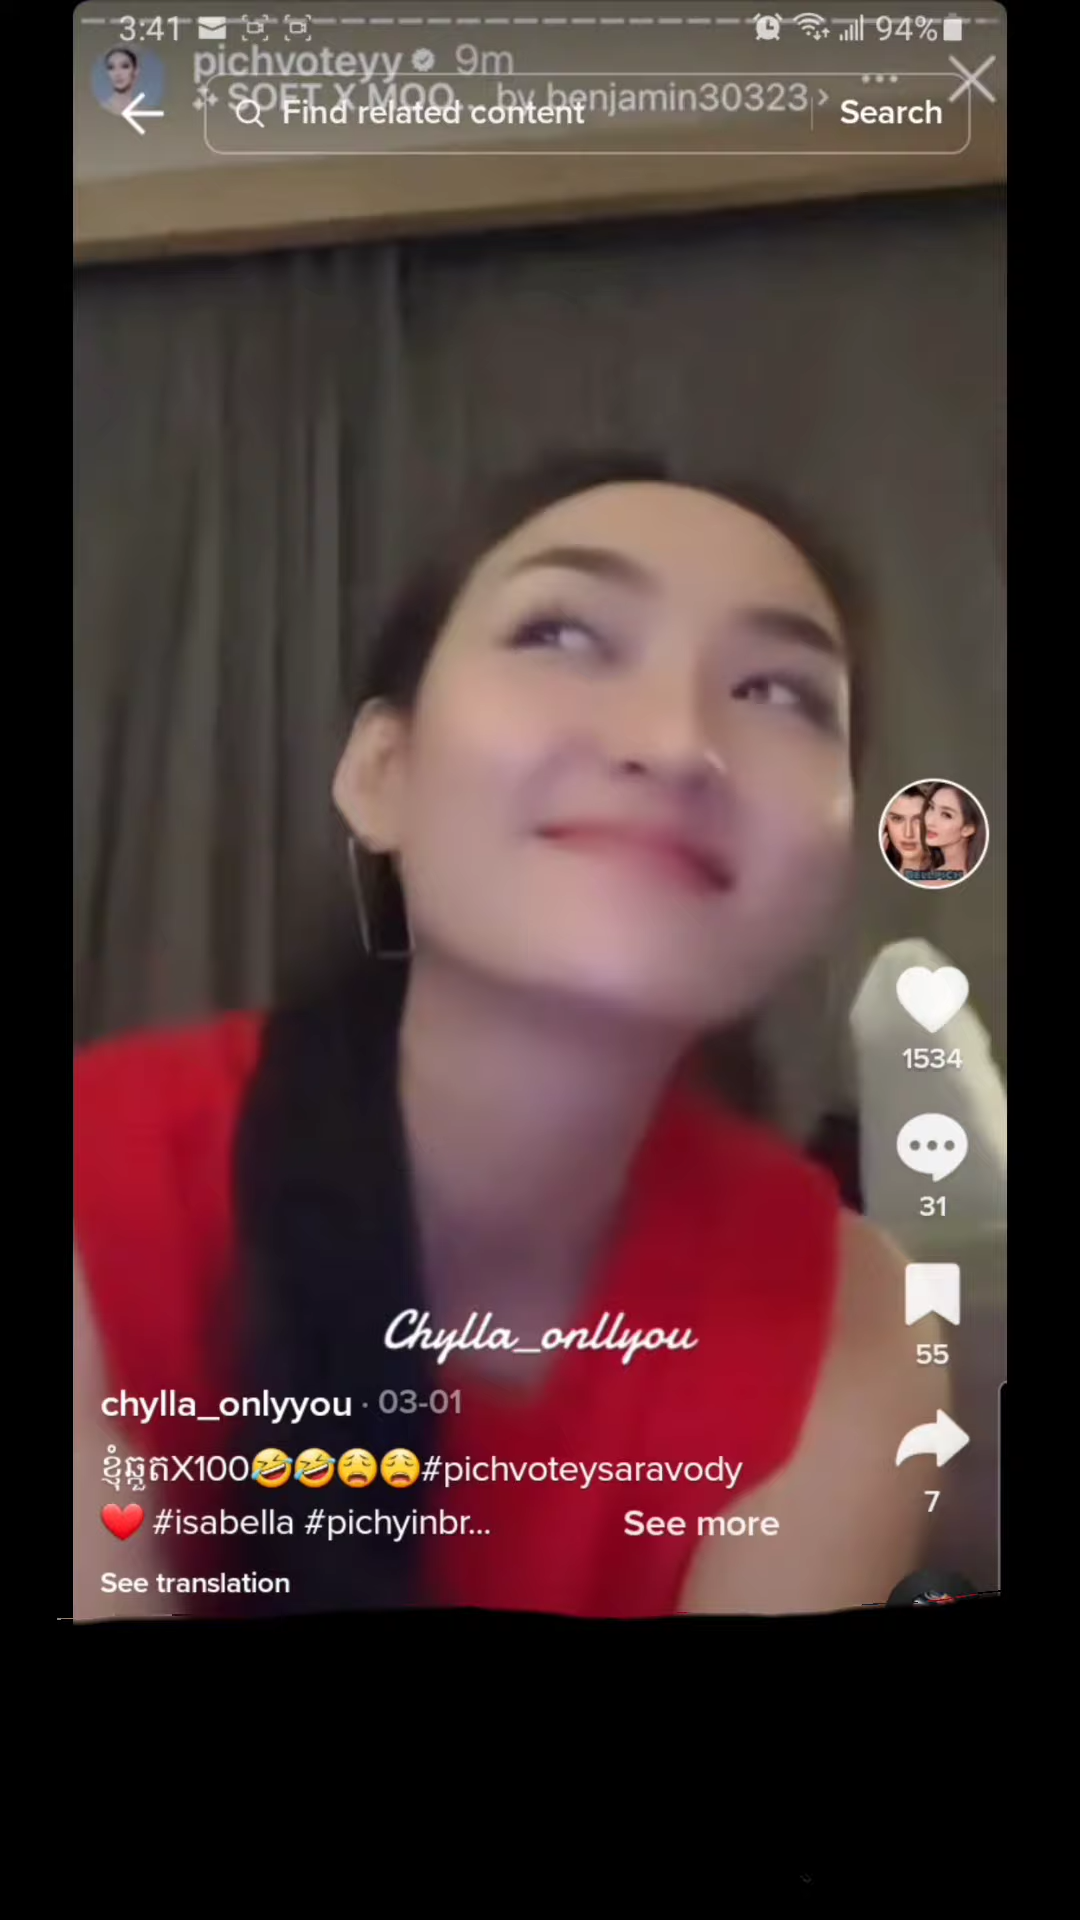 3:41 94%
pichvoteyy 9m
SOFT X MOO... by benjamin30323 >
Find related content Search
BELLPICH
1534
31
55
7
Chylla_onllyou
chylla_onlyyou · 03-01
ខ្ញុំឆ្កួតX100🤣🤣😩😩#pichvoteysaravody
❤️ #isabella #pichyinbr... See more
See translation